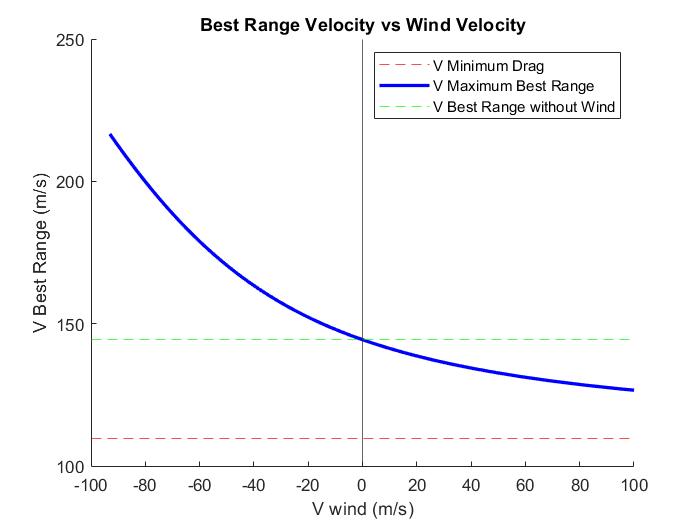 Best Range Velocity vs Wind Velocity
250
V Minimum Drag
V Maximum Best Range
V Best Range without Wind
200
V Best Range (m/s)
150
100
-100 -80 -60 -40 -20 0 20 40 60 80 100
V wind (m/s)